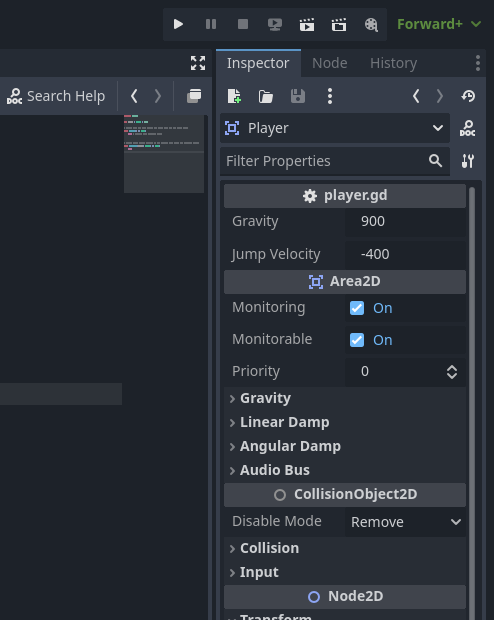 Forward+
Inspector Node History
DOC Search Help
Player
DOC
Filter Properties
player.gd
Gravity 900
Jump Velocity -400
Area2D
Monitoring On
Monitorable On
Priority 0
Gravity
Linear Damp
Angular Damp
Audio Bus
CollisionObject2D
Disable Mode Remove
Collision
Input
Node2D
Transform